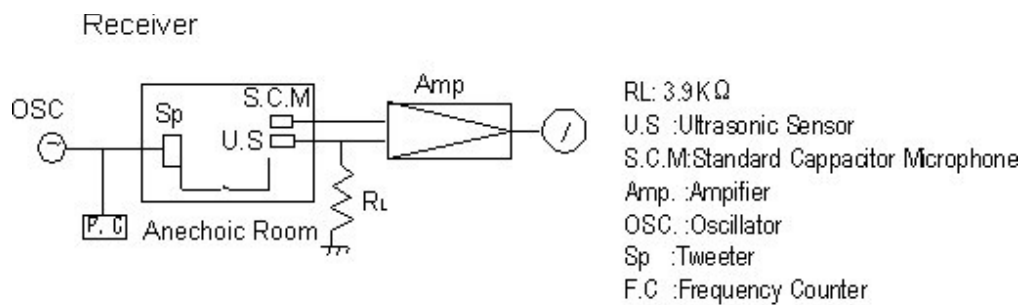 Receiver
OSC
Sp
S.C.M
U.S
Amp
RL
F.C
Anechoic Room
RL: 3.9KΩ
U.S :Ultrasonic Sensor
S.C.M:Standard Cappacitor Microphone
Amp. :Ampifier
OSC. :Oscillator
Sp :Tweeter
F.C :Frequency Counter